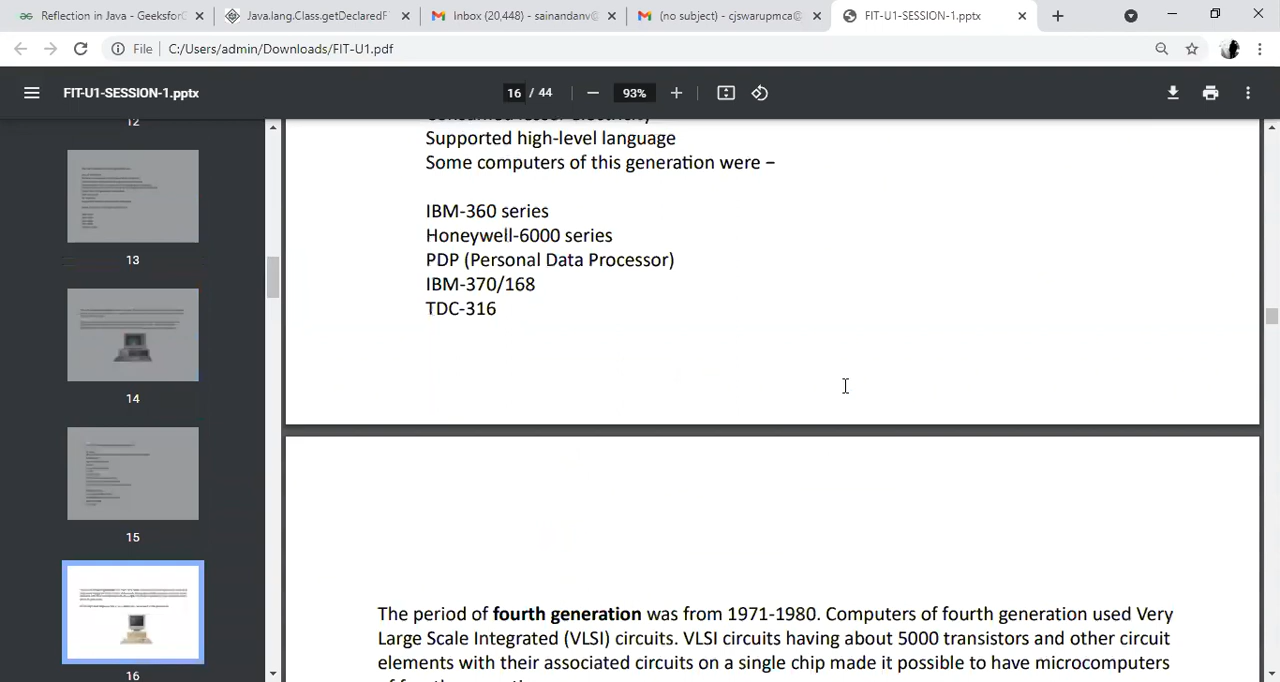 Reflection in Java - GeeksforG
Java.lang.Class.getDeclaredF
Inbox (20,448) - sainandanv@
(no subject) - cjswarupmca@
FIT-U1-SESSION-1.pptx
File
C:/Users/admin/Downloads/FIT-U1.pdf
FIT-U1-SESSION-1.pptx
16 / 44
93%
12
13
14
15
16
Supported high-level language
Some computers of this generation were –
IBM-360 series
Honeywell-6000 series
PDP (Personal Data Processor)
IBM-370/168
TDC-316
The period of fourth generation was from 1971-1980. Computers of fourth generation used Very
Large Scale Integrated (VLSI) circuits. VLSI circuits having about 5000 transistors and other circuit
elements with their associated circuits on a single chip made it possible to have microcomputers